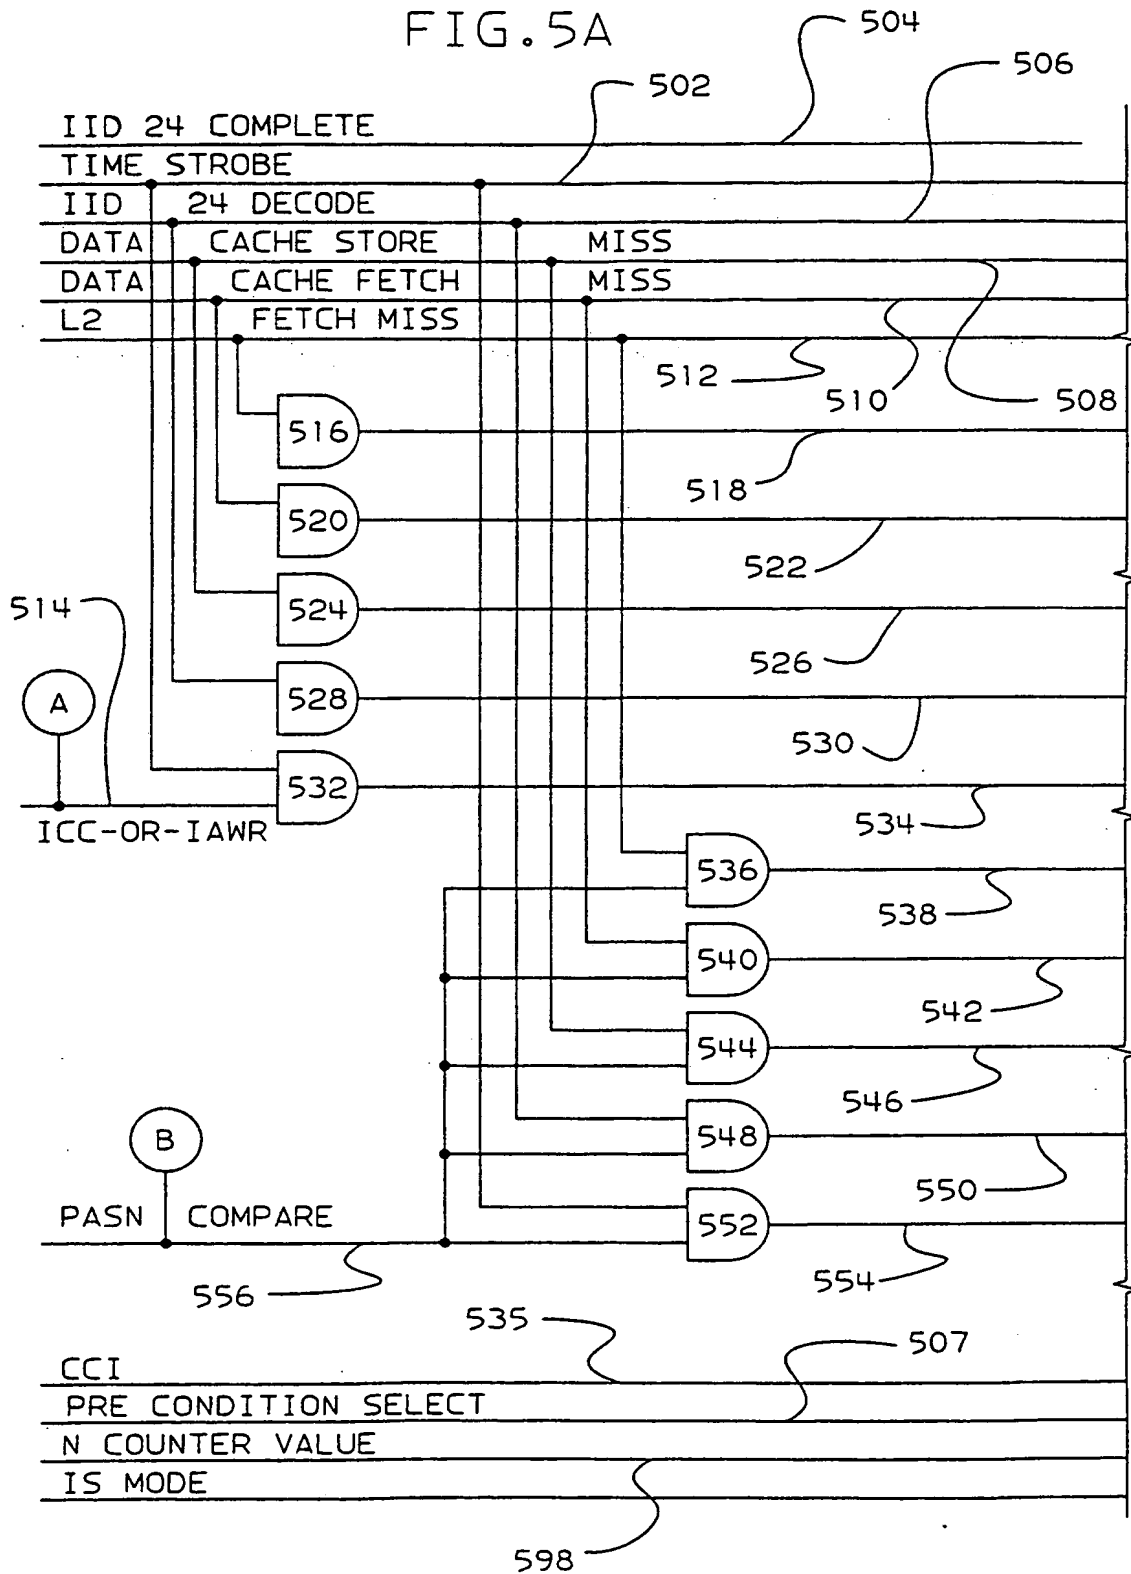 FIG.5A
504
502
506
IID 24 COMPLETE
TIME STROBE
IID 24 DECODE
DATA CACHE STORE MISS
DATA CACHE FETCH MISS
L2 FETCH MISS
512
510
508
516
518
520
522
514
524
526
A
528
530
532
534
ICC-OR-IAWR
536
538
540
542
544
546
B
548
550
PASN COMPARE
552
554
556
535
507
CCI
PRE CONDITION SELECT
N COUNTER VALUE
IS MODE
598